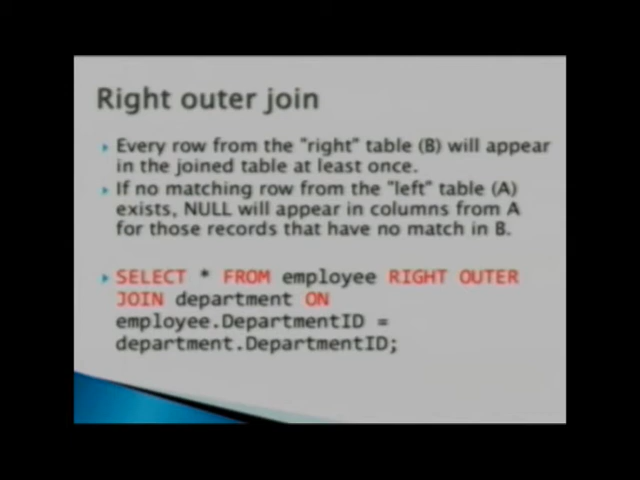 Right outer join
Every row from the "right" table (B) will appear
in the joined table at least once.
If no matching row from the "left" table (A)
exists, NULL will appear in columns from A
for those records that have no match in B.
SELECT * FROM employee RIGHT OUTER
JOIN department ON
employee.DepartmentID =
department.DepartmentID;